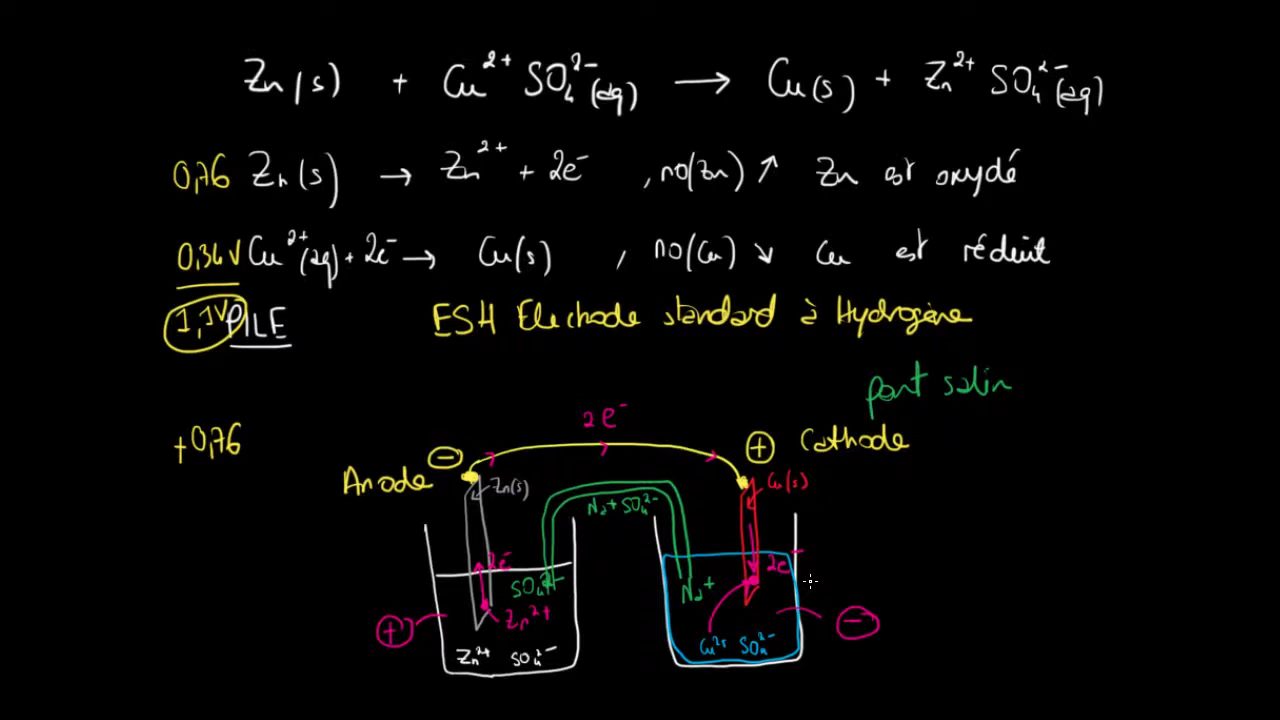 Zn(s) + Cu²⁺ SO₄²⁻(aq) → Cu(s) + Zn²⁺ SO₄²⁻(aq)
0,76 Zn(s) → Zn²⁺ + 2e⁻ , no(Zn) ↑ Zn est oxydé
0,34V Cu²⁺(aq) + 2e⁻ → Cu(s) , no(Cu) ↘ Cu est réduit
1,1V PILE ESH Electrode standard à Hydrogène
pont salin
2e⁻
+0,76
⊖ ⊕ Cathode
Anode Zn(s) Cu(s)
Na⁺ SO₄²⁻
2e⁻ 2e⁻
SO₄²⁻ Na⁺
⊕ Zn²⁺ ⊖
Zn²⁺ SO₄²⁻ Cu²⁺ SO₄²⁻